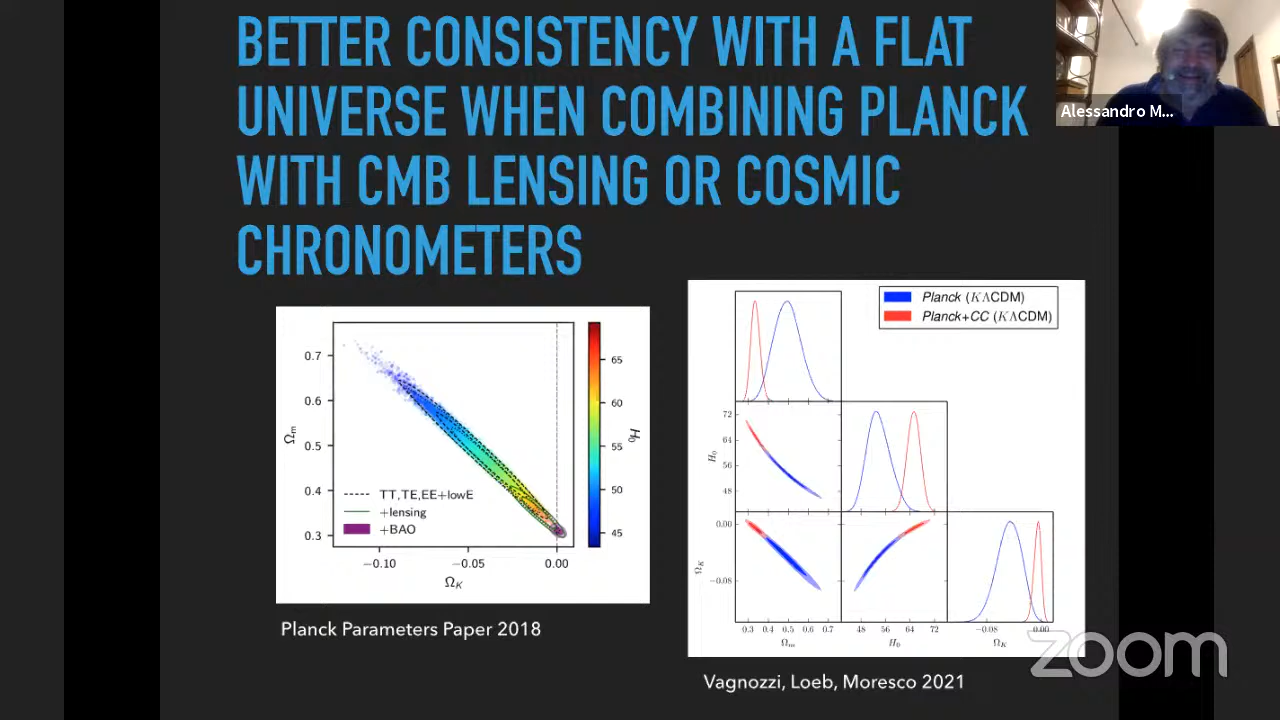 BETTER CONSISTENCY WITH A FLAT
UNIVERSE WHEN COMBINING PLANCK
WITH CMB LENSING OR COSMIC
CHRONOMETERS
Alessandro M...
0.7
0.6
0.5
0.4
0.3
Ωm
TT,TE,EE+lowE
+lensing
+BAO
−0.10
−0.05
0.00
ΩK
65
60
55
50
45
H0
Planck Parameters Paper 2018
Planck (KΛCDM)
Planck+CC (KΛCDM)
72
64
56
48
H0
0.00
−0.08
ΩK
0.3 0.4 0.5 0.6 0.7
Ωm
48 56 64 72
H0
−0.08 0.00
ΩK
Vagnozzi, Loeb, Moresco 2021
zoom